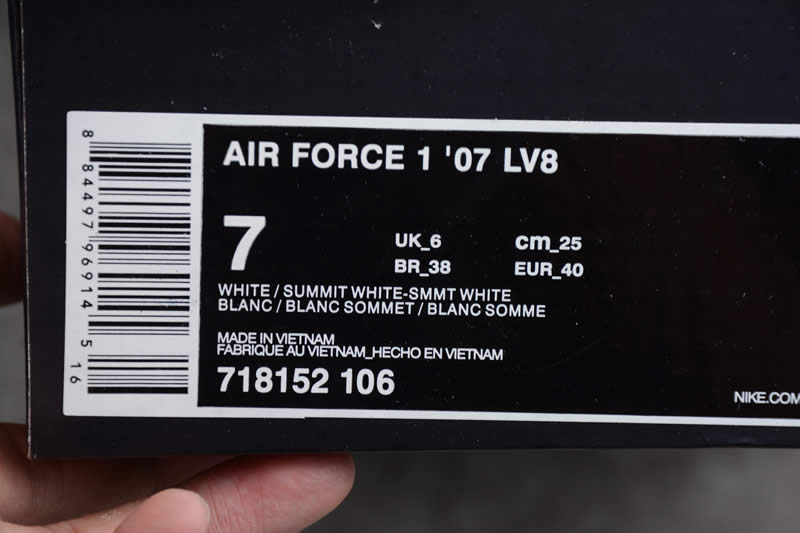 AIR FORCE 1 '07 LV8
7
UK_6 cm_25
BR_38 EUR_40
WHITE / SUMMIT WHITE-SMMT WHITE
BLANC / BLANC SOMMET / BLANC SOMME
MADE IN VIETNAM
FABRIQUE AU VIETNAM_HECHO EN VIETNAM
718152 106
NIKE.COM
8 84497 96914 5
16